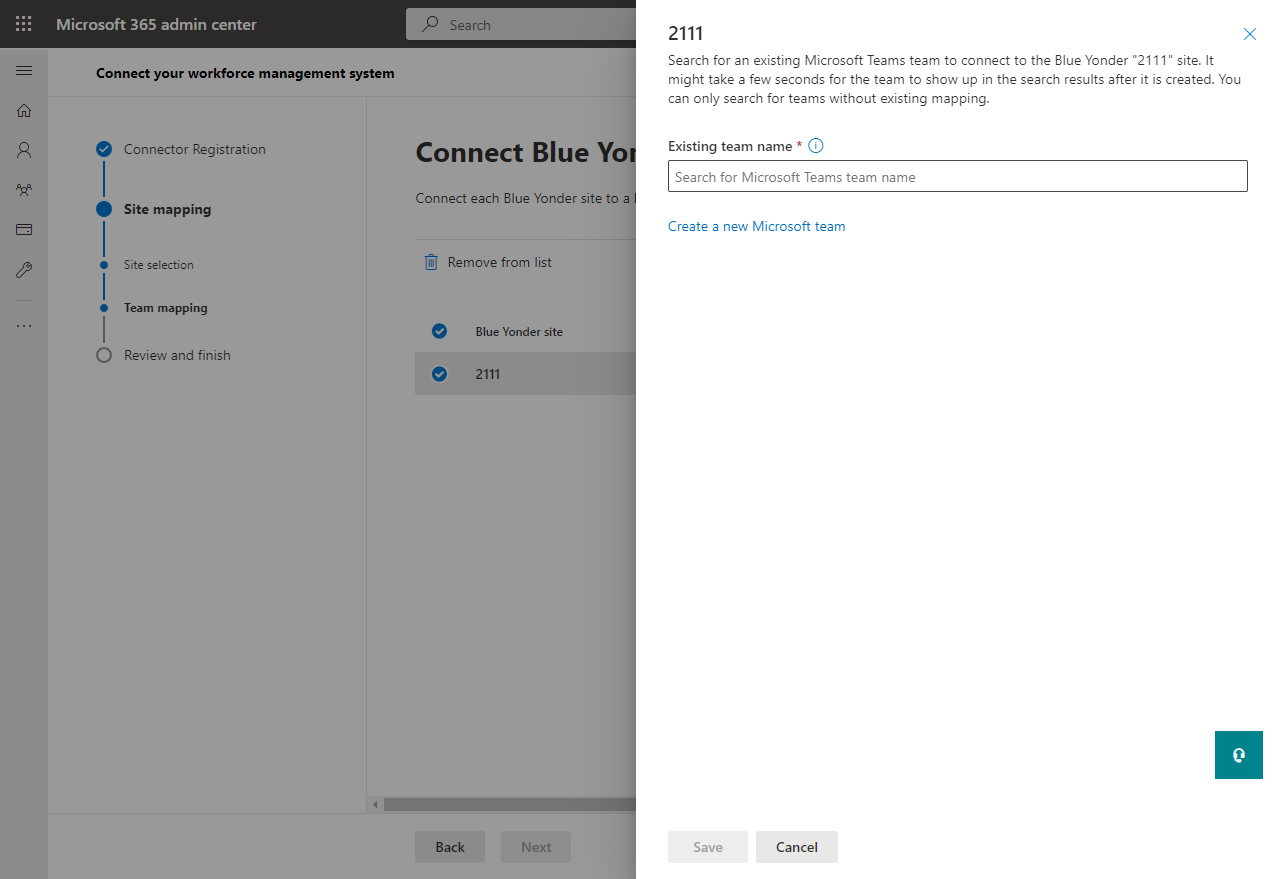 Microsoft 365 admin center
Search
Connect your workforce management system
Connector Registration
Site mapping
Site selection
Team mapping
Review and finish
Connect Blue Yon
Connect each Blue Yonder site to a
Remove from list
Blue Yonder site
2111
Back
Next
2111
Search for an existing Microsoft Teams team to connect to the Blue Yonder "2111" site. It
might take a few seconds for the team to show up in the search results after it is created. You
can only search for teams without existing mapping.
Existing team name *
Search for Microsoft Teams team name
Create a new Microsoft team
Save
Cancel